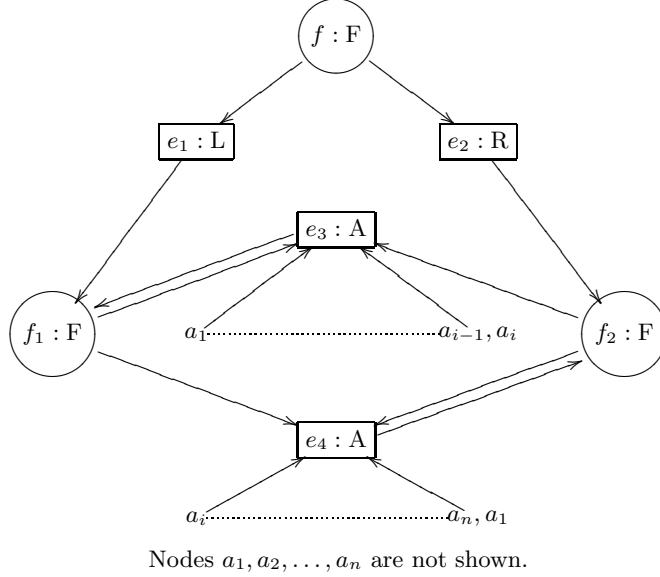 f : F
e₁ : L
e₂ : R
e₃ : A
f₁ : F
a₁
aᵢ₋₁, aᵢ
f₂ : F
e₄ : A
aᵢ
aₙ, a₁
Nodes a₁, a₂, . . . , aₙ are not shown.